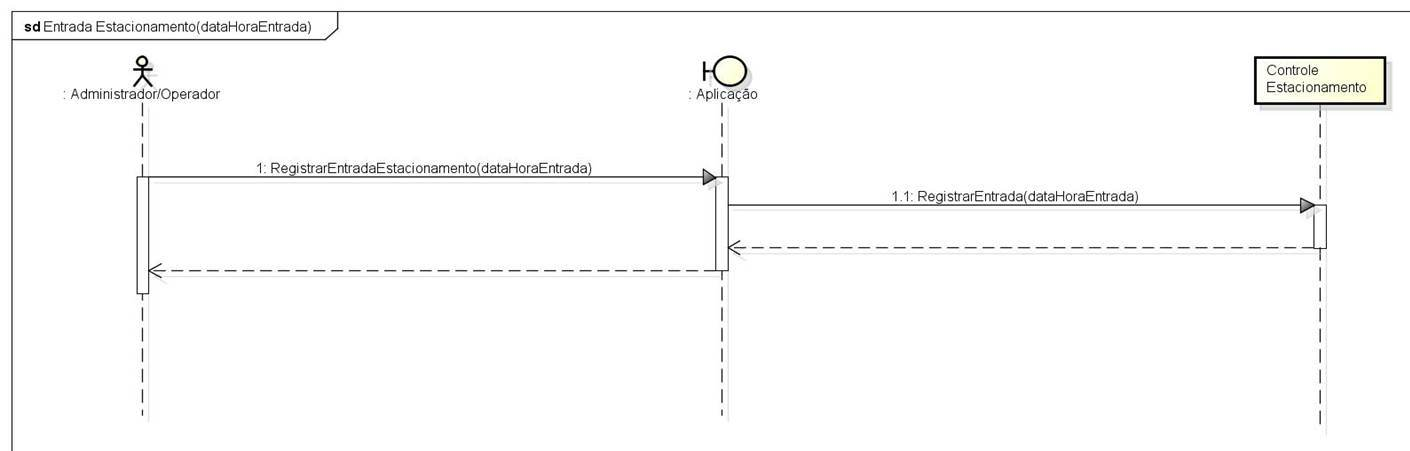 sd Entrada Estacionamento(dataHoraEntrada)
: Administrador/Operador
: Aplicação
Controle
Estacionamento
1: RegistrarEntradaEstacionamento(dataHoraEntrada)
1.1: RegistrarEntrada(dataHoraEntrada)